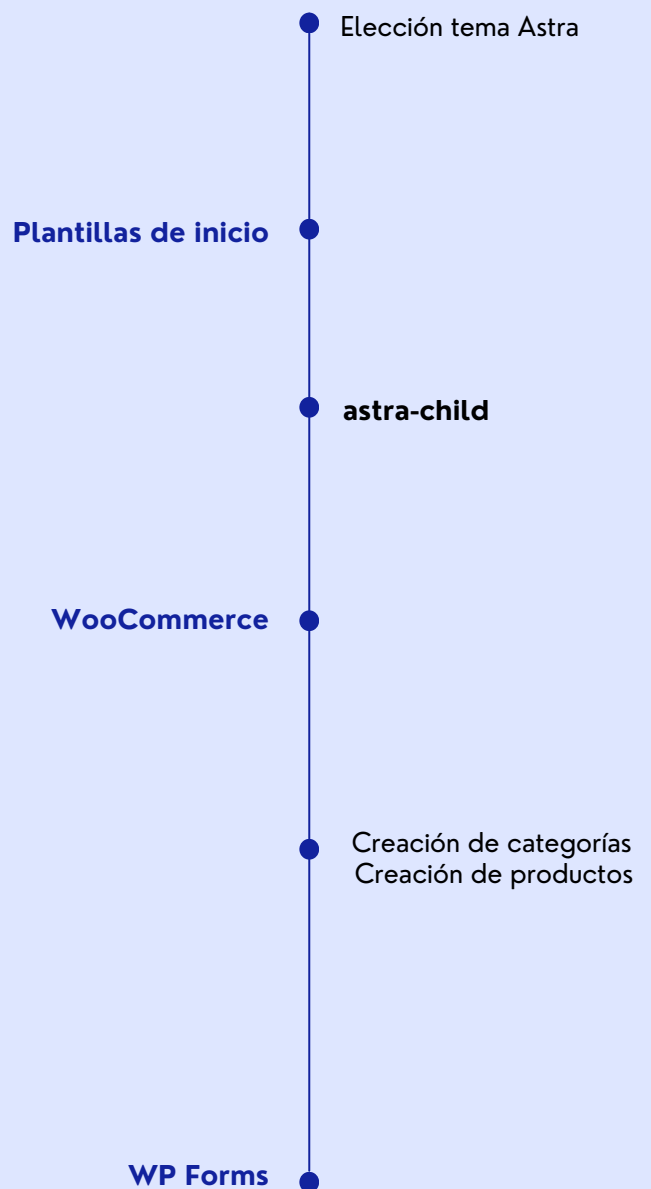 Elección tema Astra
Plantillas de inicio
astra-child
WooCommerce
Creación de categorías
Creación de productos
WP Forms